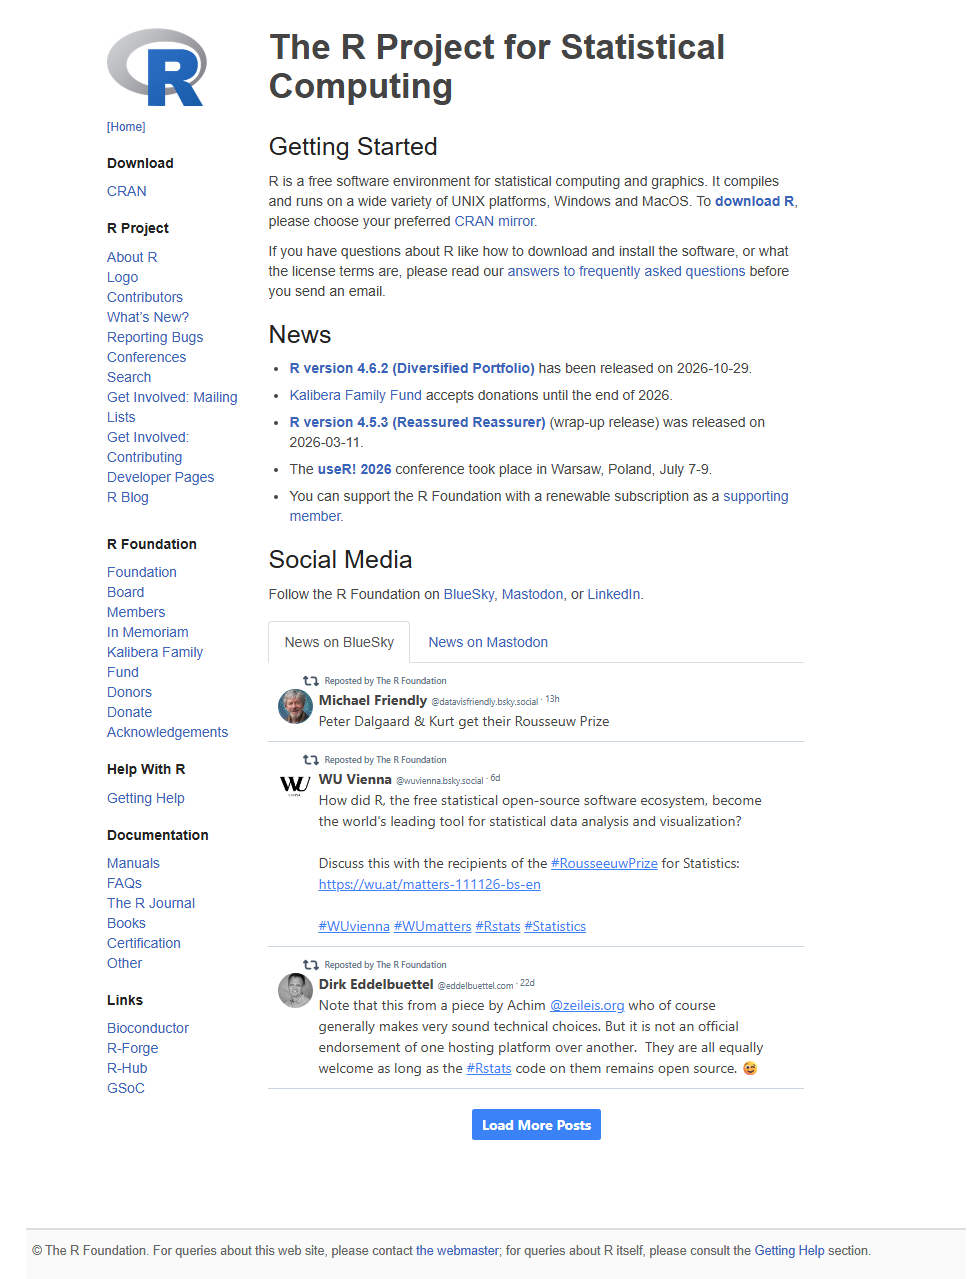 R
[Home]
Download
CRAN
R Project
About R
Logo
Contributors
What's New?
Reporting Bugs
Conferences
Search
Get Involved: Mailing
Lists
Get Involved:
Contributing
Developer Pages
R Blog
R Foundation
Foundation
Board
Members
In Memoriam
Kalibera Family
Fund
Donors
Donate
Acknowledgements
Help With R
Getting Help
Documentation
Manuals
FAQs
The R Journal
Books
Certification
Other
Links
Bioconductor
R-Forge
R-Hub
GSoC
The R Project for Statistical
Computing
Getting Started
R is a free software environment for statistical computing and graphics. It compiles
and runs on a wide variety of UNIX platforms, Windows and MacOS. To download R,
please choose your preferred CRAN mirror.
If you have questions about R like how to download and install the software, or what
the license terms are, please read our answers to frequently asked questions before
you send an email.
News
• R version 4.6.2 (Diversified Portfolio) has been released on 2026-10-29.
• Kalibera Family Fund accepts donations until the end of 2026.
• R version 4.5.3 (Reassured Reassurer) (wrap-up release) was released on
2026-03-11.
• The useR! 2026 conference took place in Warsaw, Poland, July 7-9.
• You can support the R Foundation with a renewable subscription as a supporting
member.
Social Media
Follow the R Foundation on BlueSky, Mastodon, or LinkedIn.
News on BlueSky News on Mastodon
Reposted by The R Foundation
Michael Friendly @datavisfriendly.bsky.social · 13h
Peter Dalgaard & Kurt get their Rousseuw Prize
Reposted by The R Foundation
WU Vienna @wuvienna.bsky.social · 6d
How did R, the free statistical open-source software ecosystem, become
the world's leading tool for statistical data analysis and visualization?
Discuss this with the recipients of the #RousseeuwPrize for Statistics:
https://wu.at/matters-111126-bs-en
#WUvienna #WUmatters #Rstats #Statistics
Reposted by The R Foundation
Dirk Eddelbuettel @eddelbuettel.com · 22d
Note that this from a piece by Achim @zeileis.org who of course
generally makes very sound technical choices. But it is not an official
endorsement of one hosting platform over another. They are all equally
welcome as long as the #Rstats code on them remains open source. 😉
Load More Posts
© The R Foundation. For queries about this web site, please contact the webmaster; for queries about R itself, please consult the Getting Help section.